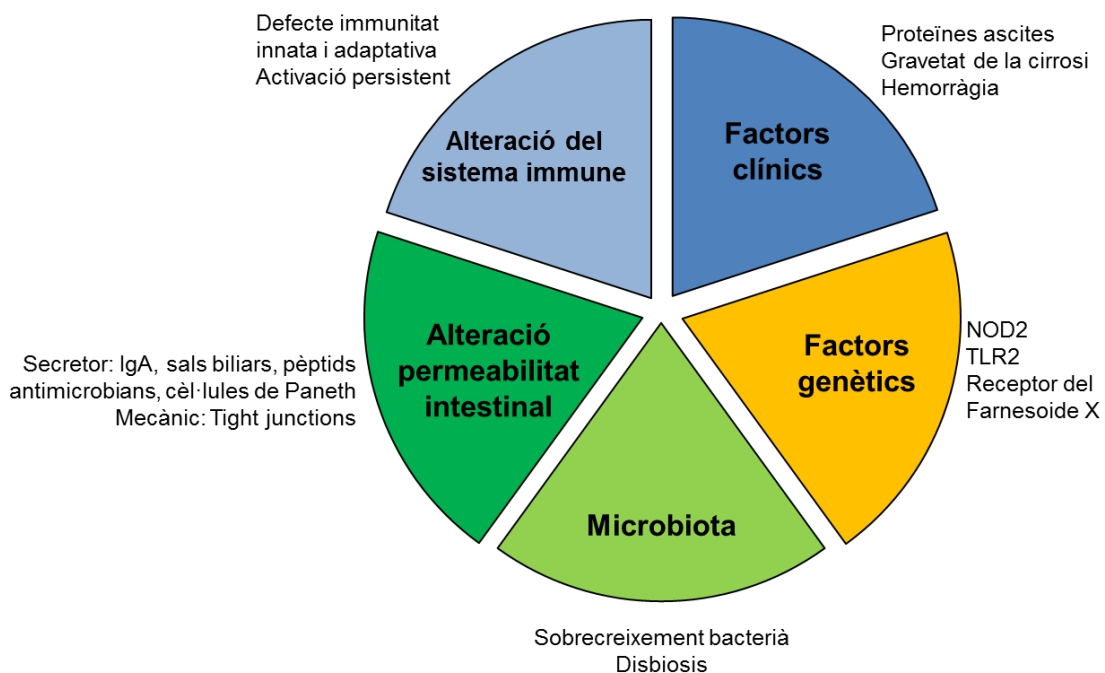 Defecte immunitat
innata i adaptativa
Activació persistent
Proteïnes ascites
Gravetat de la cirrosi
Hemorràgia
Alteració del
sistema immune
Factors
clínics
Alteració
permeabilitat
intestinal
Factors
genètics
Secretor: IgA, sals biliars, pèptids
antimicrobians, cèl·lules de Paneth
Mecànic: Tight junctions
NOD2
TLR2
Receptor del
Farnesoide X
Microbiota
Sobrecreixement bacterià
Disbiosis